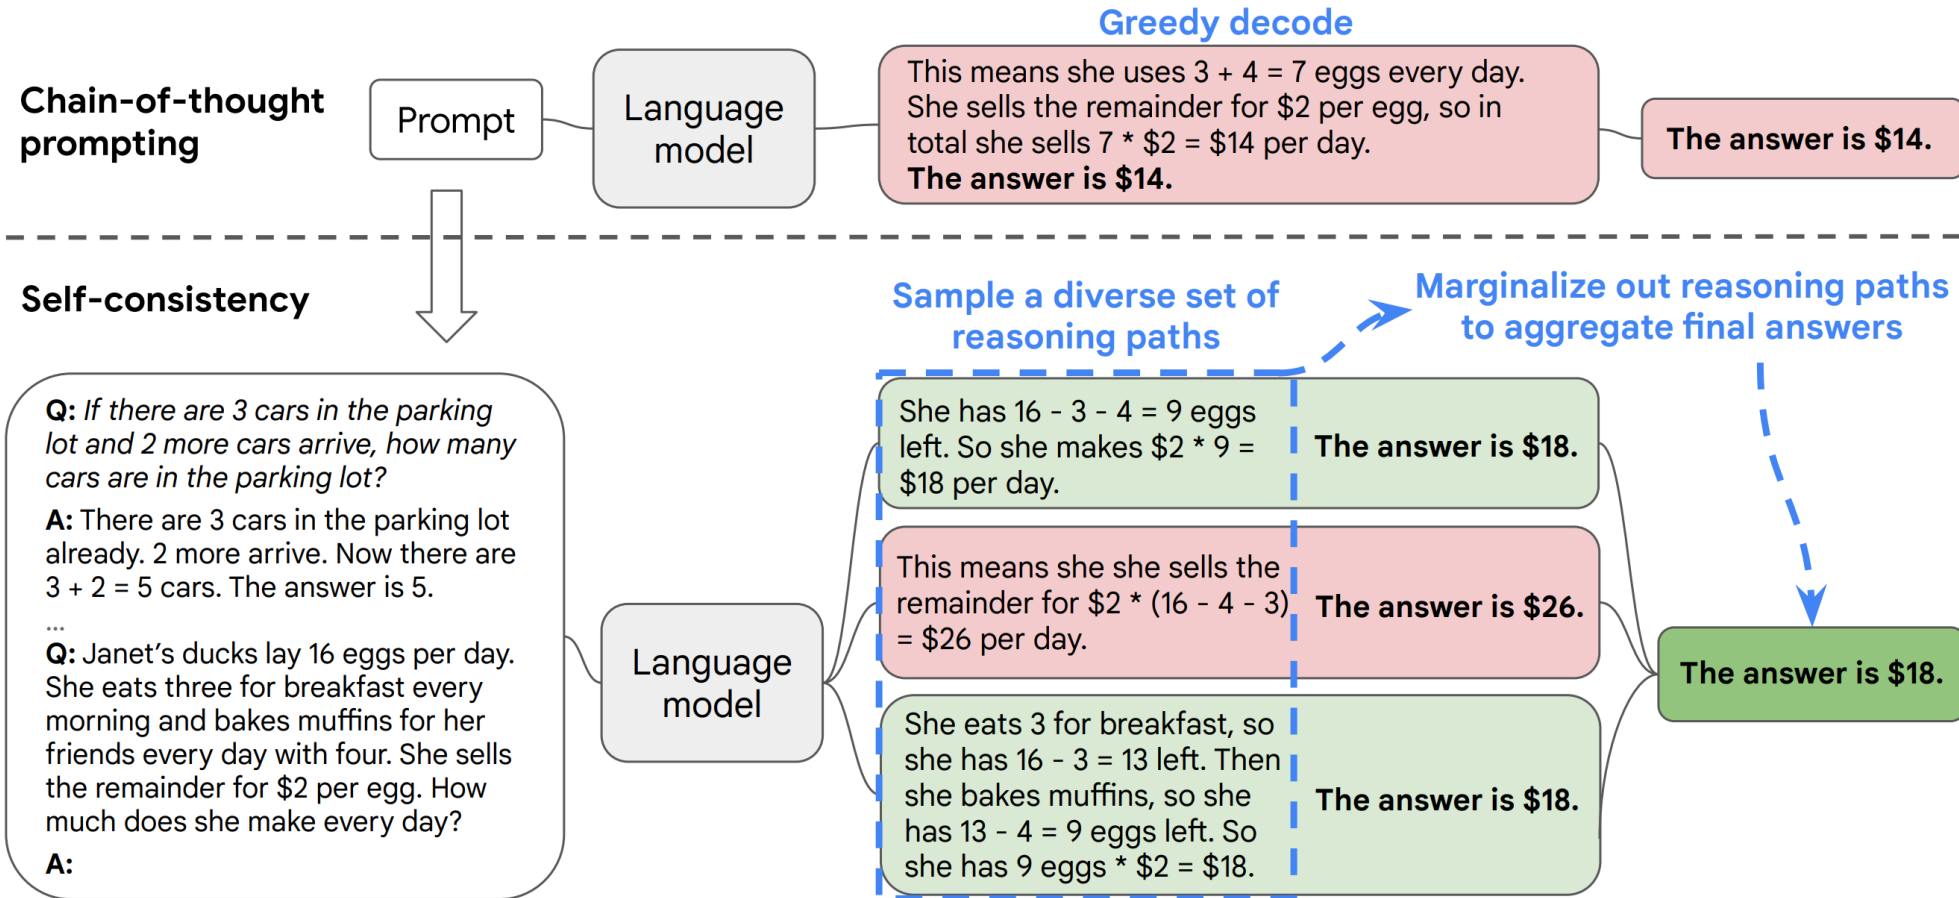 Greedy decode
Chain-of-thought
prompting
Prompt
Language
model
This means she uses 3 + 4 = 7 eggs every day.
She sells the remainder for $2 per egg, so in
total she sells 7 * $2 = $14 per day.
The answer is $14.
The answer is $14.
Self-consistency
Sample a diverse set of
reasoning paths
Marginalize out reasoning paths
to aggregate final answers
Q: If there are 3 cars in the parking
lot and 2 more cars arrive, how many
cars are in the parking lot?
A: There are 3 cars in the parking lot
already. 2 more arrive. Now there are
3 + 2 = 5 cars. The answer is 5.
...
Q: Janet's ducks lay 16 eggs per day.
She eats three for breakfast every
morning and bakes muffins for her
friends every day with four. She sells
the remainder for $2 per egg. How
much does she make every day?
A:
Language
model
She has 16 - 3 - 4 = 9 eggs
left. So she makes $2 * 9 =
$18 per day.
The answer is $18.
This means she she sells the
remainder for $2 * (16 - 4 - 3)
= $26 per day.
The answer is $26.
She eats 3 for breakfast, so
she has 16 - 3 = 13 left. Then
she bakes muffins, so she
has 13 - 4 = 9 eggs left. So
she has 9 eggs * $2 = $18.
The answer is $18.
The answer is $18.